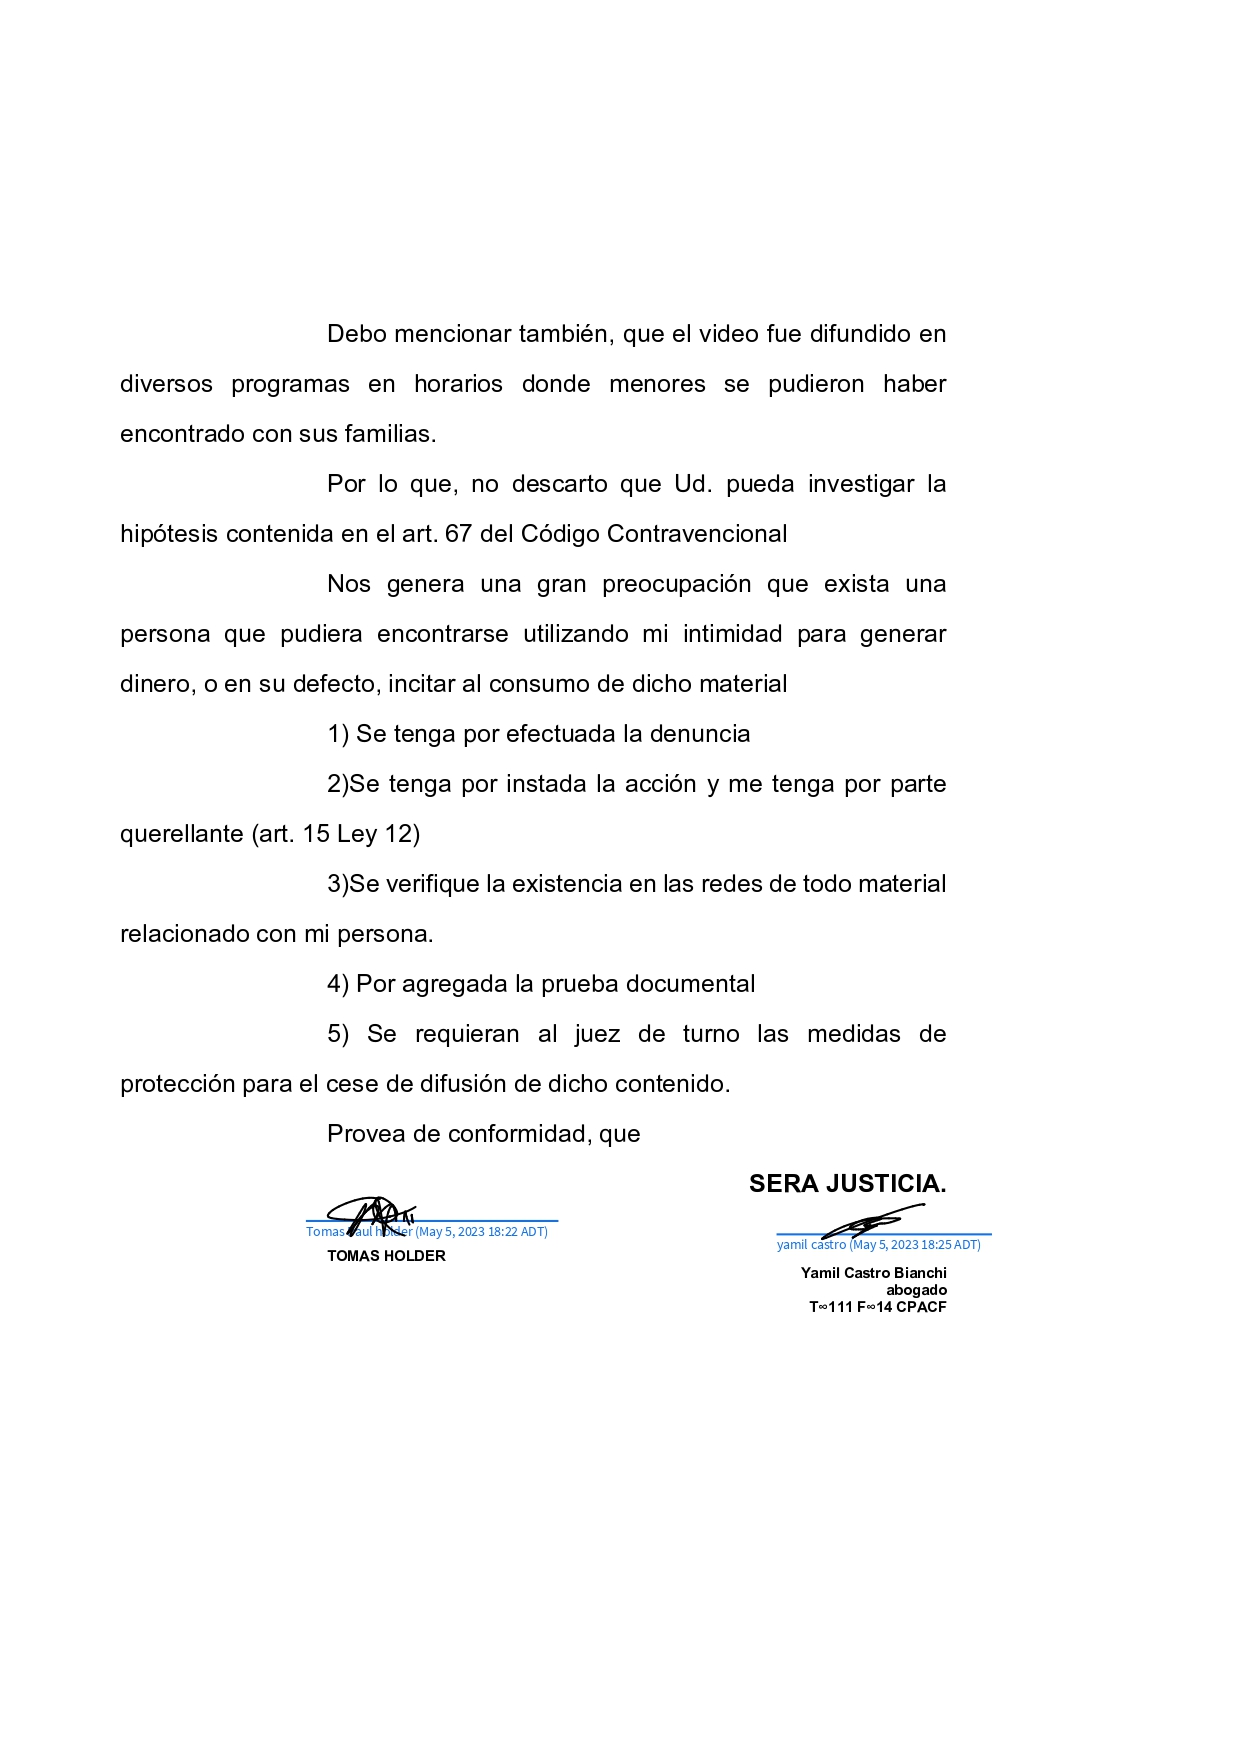 Debo mencionar también, que el video fue difundido en
diversos programas en horarios donde menores se pudieron haber
encontrado con sus familias.
Por lo que, no descarto que Ud. pueda investigar la
hipótesis contenida en el art. 67 del Código Contravencional
Nos genera una gran preocupación que exista una
persona que pudiera encontrarse utilizando mi intimidad para generar
dinero, o en su defecto, incitar al consumo de dicho material
1) Se tenga por efectuada la denuncia
2)Se tenga por instada la acción y me tenga por parte
querellante (art. 15 Ley 12)
3)Se verifique la existencia en las redes de todo material
relacionado con mi persona.
4) Por agregada la prueba documental
5) Se requieran al juez de turno las medidas de
protección para el cese de difusión de dicho contenido.
Provea de conformidad, que
SERA JUSTICIA.
Tomas Paul holder (May 5, 2023 18:22 ADT)
TOMAS HOLDER
yamil castro (May 5, 2023 18:25 ADT)
Yamil Castro Bianchi
abogado
T∞111 F∞14 CPACF